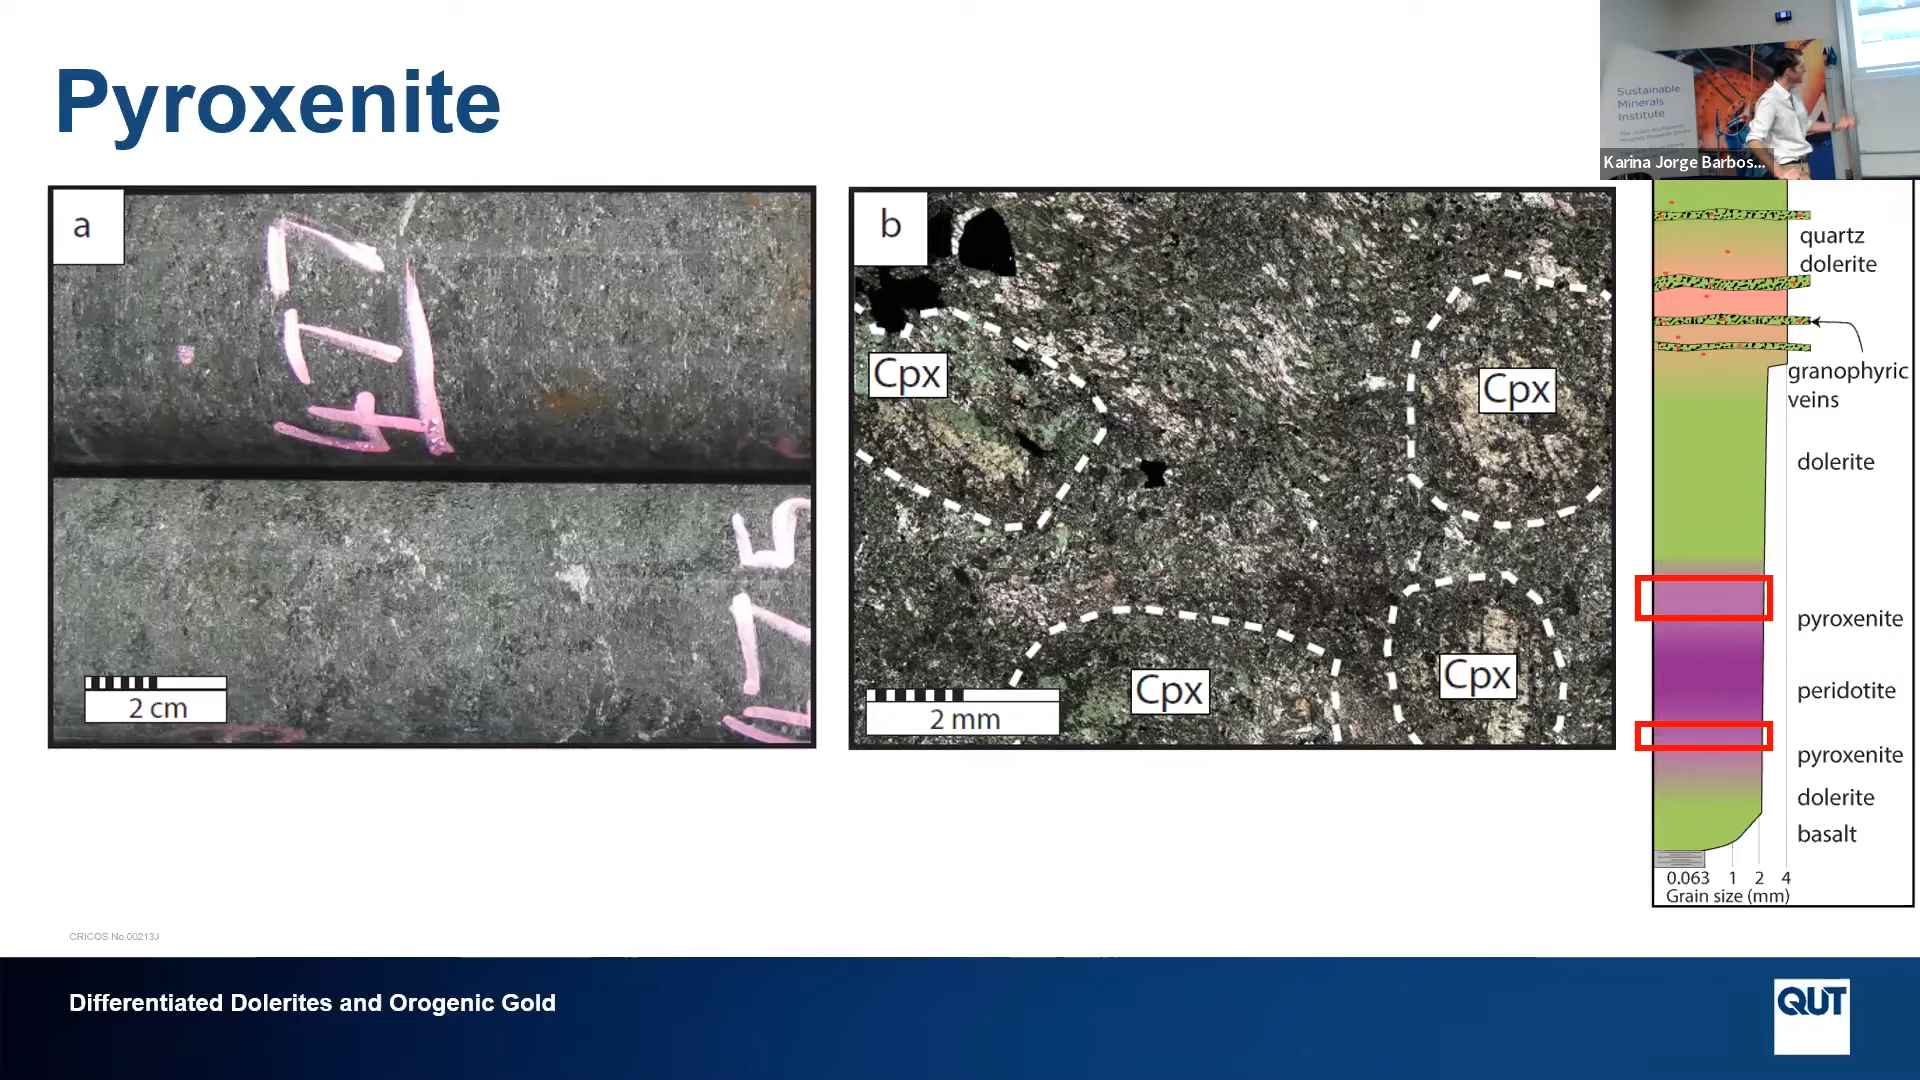 Pyroxenite
Sustainable
Minerals
Institute
Karina Jorge Barbos...
a
2 cm
b
Cpx
Cpx
Cpx
Cpx
2 mm
quartz
dolerite
granophyric
veins
dolerite
pyroxenite
peridotite
pyroxenite
dolerite
basalt
0.063 1 2 4
Grain size (mm)
CRICOS No.00213J
Differentiated Dolerites and Orogenic Gold
QUT